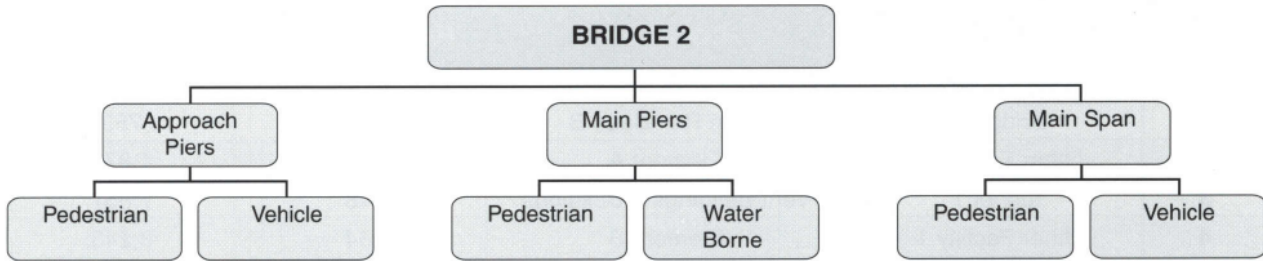 BRIDGE 2
Approach
Piers
Main Piers
Main Span
Pedestrian
Vehicle
Pedestrian
Water
Borne
Pedestrian
Vehicle